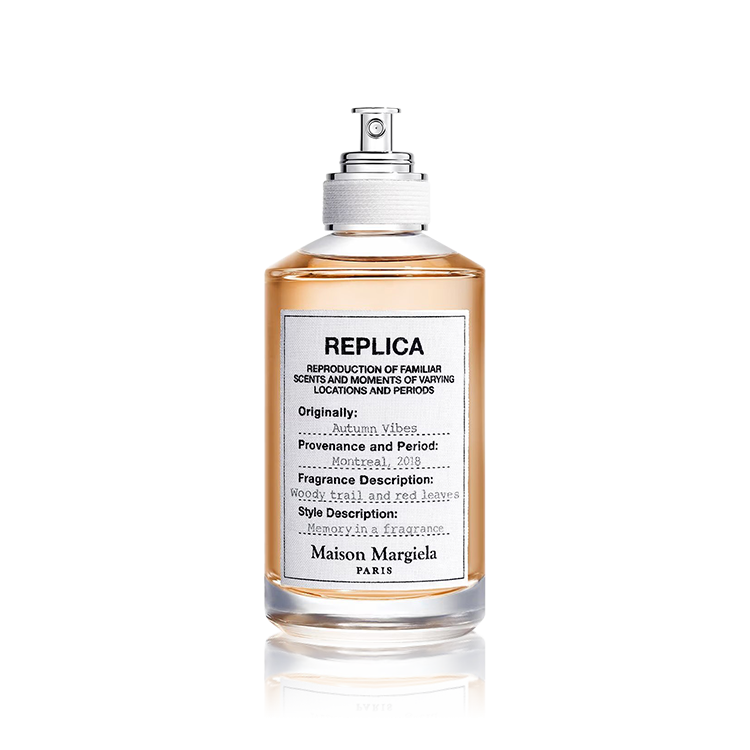 REPLICA
REPRODUCTION OF FAMILIAR
SCENTS AND MOMENTS OF VARYING
LOCATIONS AND PERIODS
Originally:
Autumn Vibes
Provenance and Period:
Montreal, 2018
Fragrance Description:
Woody trail and red leaves
Style Description:
Memory in a fragrance
Maison Margiela
PARIS